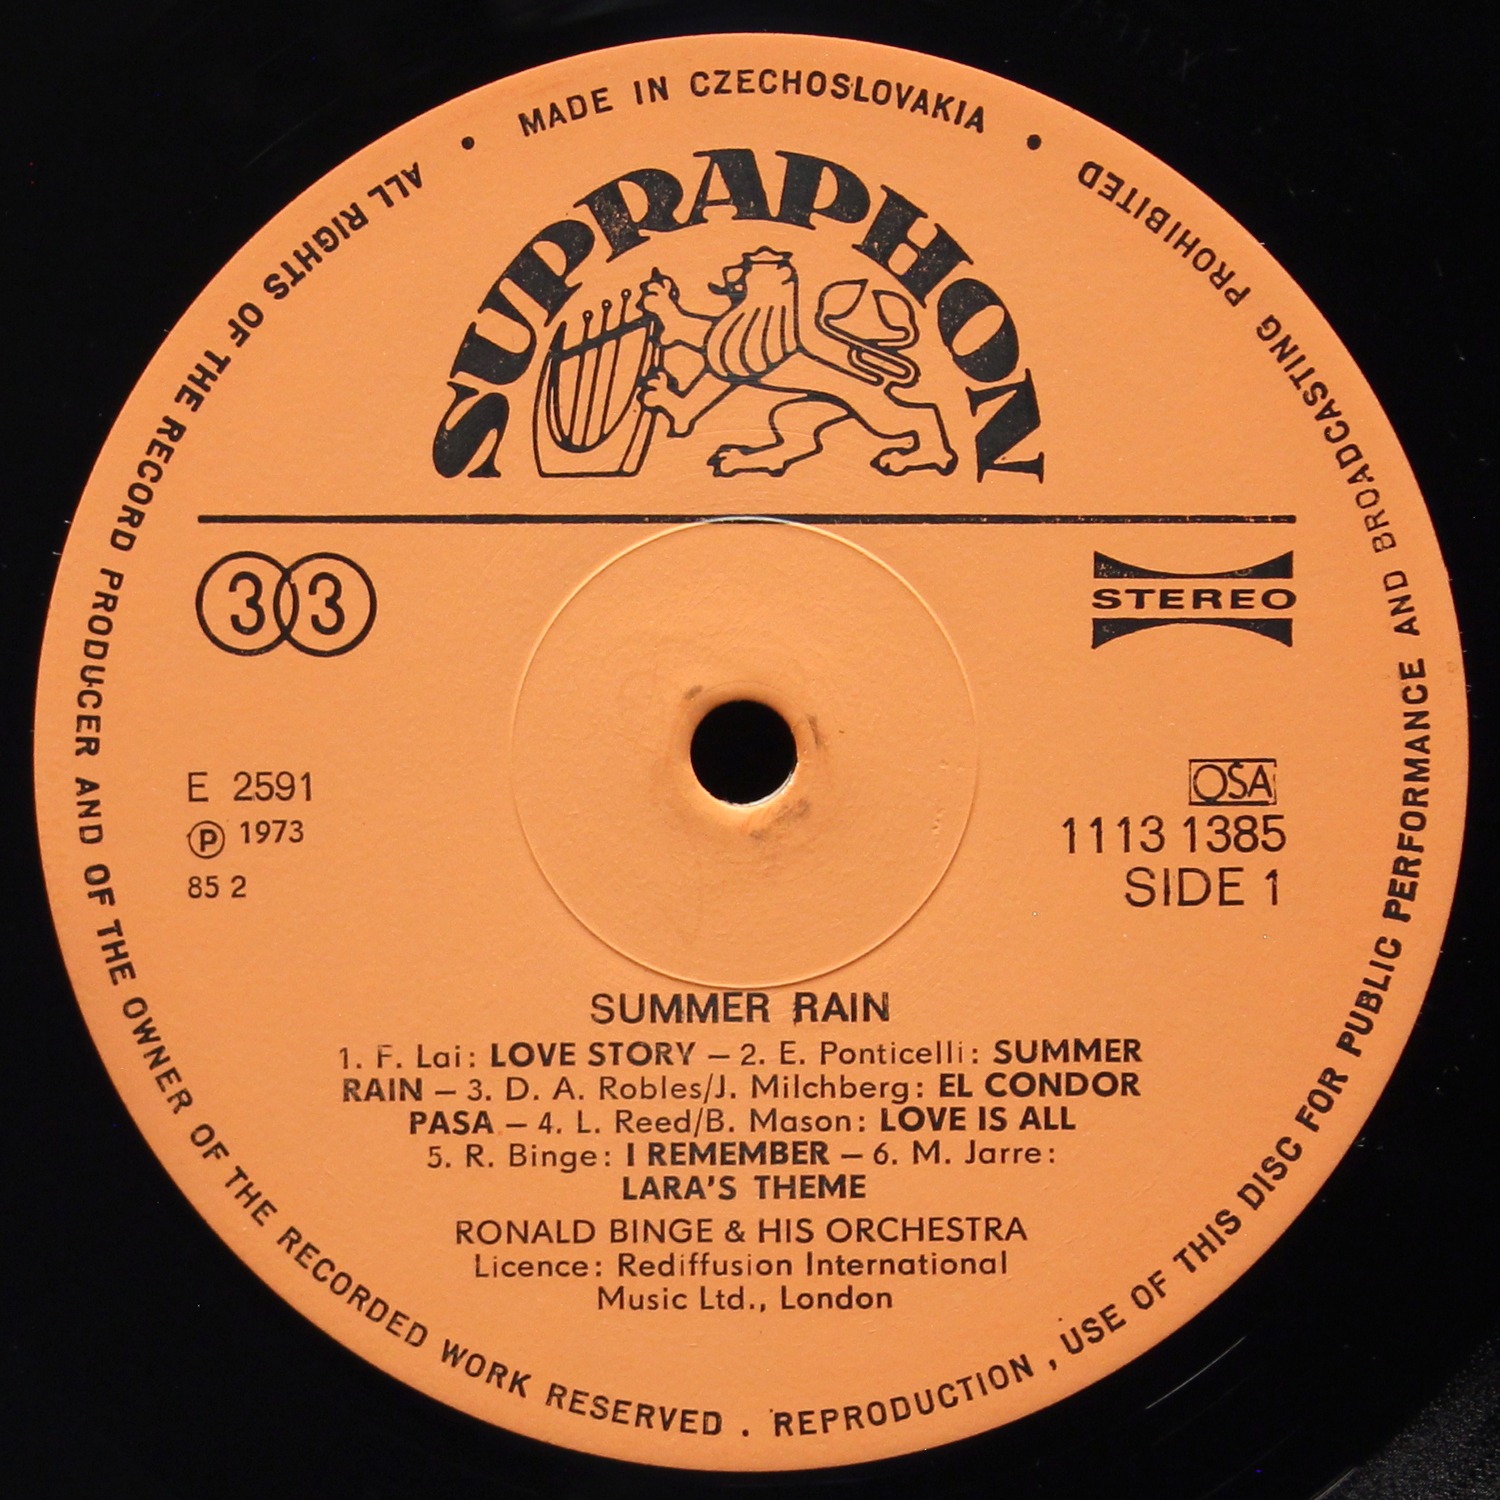 MADE IN CZECHOSLOVAKIA
ALL RIGHTS OF THE RECORD PRODUCER AND OF THE OWNER OF THE RECORDED WORK RESERVED . REPRODUCTION , USE OF THIS DISC FOR PUBLIC PERFORMANCE AND BROADCASTING PROHIBITED
SUPRAPHON
33
STEREO
E 2591
℗ 1973
85 2
OSA
1113 1385
SIDE 1
SUMMER RAIN
1. F. Lai: LOVE STORY – 2. E. Ponticelli: SUMMER
RAIN – 3. D. A. Robles/J. Milchberg: EL CONDOR
PASA – 4. L. Reed/B. Mason: LOVE IS ALL
5. R. Binge: I REMEMBER – 6. M. Jarre:
LARA'S THEME
RONALD BINGE & HIS ORCHESTRA
Licence: Rediffusion International
Music Ltd., London